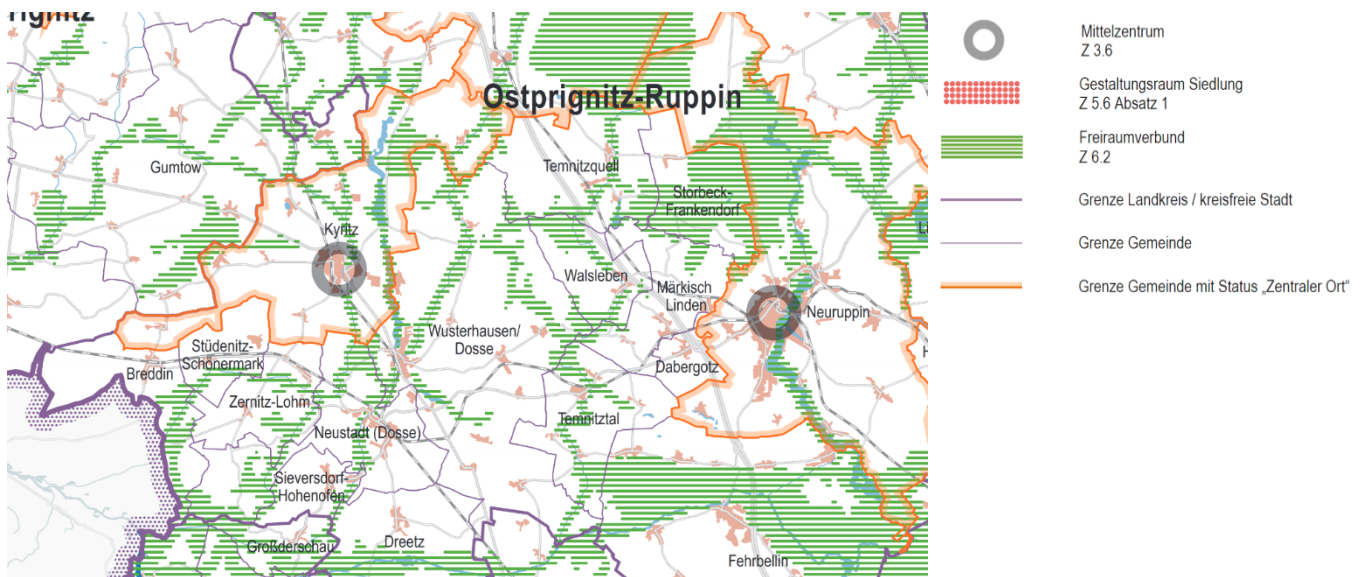 rignitz
Ostprignitz-Ruppin
Gumtow
Temnitzquell
Storbeck-
Frankendorf
Kyritz
Walsleben
Märkisch
Linden
Neuruppin
Wusterhausen/
Dosse
Stüdenitz-
Schönermark
Breddin
Dabergotz
Zernitz-Lohm
Temnitztal
Neustadt (Dosse)
Sieversdorf-
Hohenofen
Großderschau
Dreetz
Fehrbellin
Mittelzentrum
Z 3.6
Gestaltungsraum Siedlung
Z 5.6 Absatz 1
Freiraumverbund
Z 6.2
Grenze Landkreis / kreisfreie Stadt
Grenze Gemeinde
Grenze Gemeinde mit Status „Zentraler Ort"